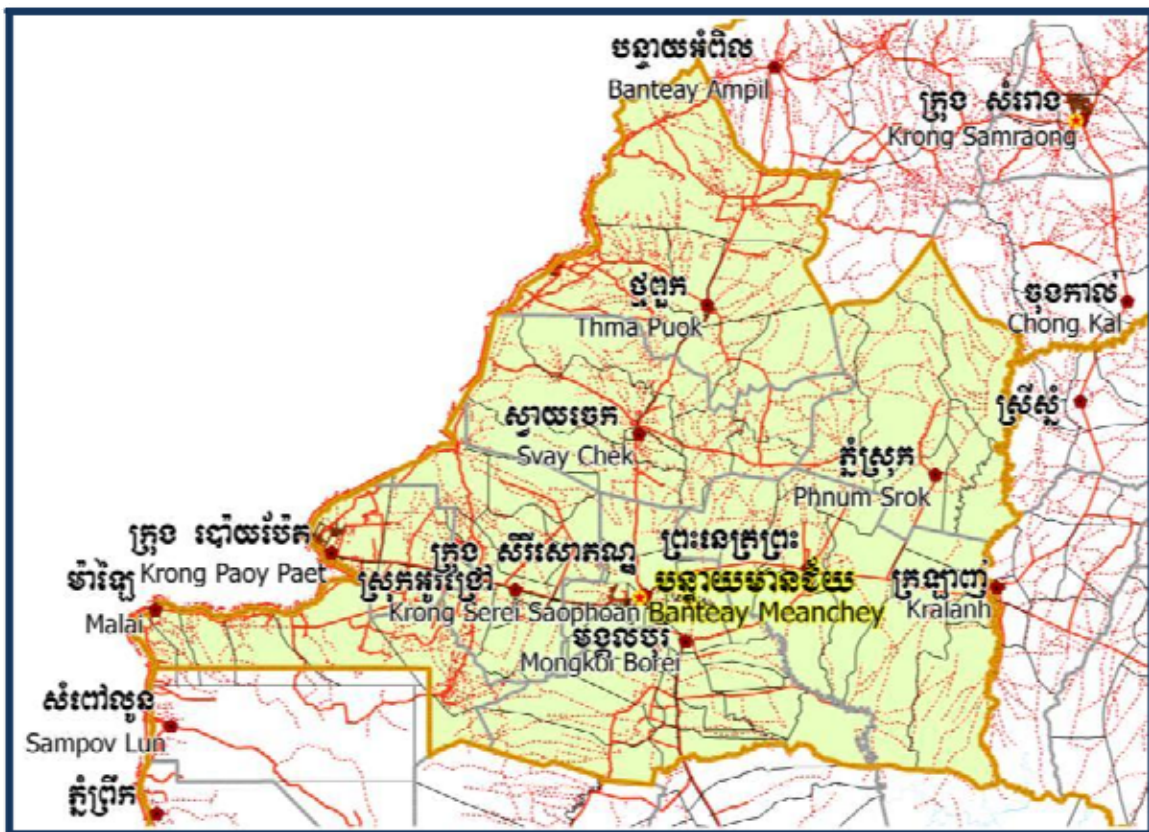 បន្ទាយអំពិល
Banteay Ampil
ក្រុង សំរោង
Krong Samraong
ថ្មពួក
Thma Puok
ចុងកាល់
Chong Kal
ស្វាយចេក
Svay Chek
ស្រីស្នំ
ភ្នំស្រុក
Phnum Srok
ក្រុង ប៉ោយប៉ែត
Krong Paoy Paet
ក្រុង សិរីសោភណ្ឌ
ព្រះនេត្រព្រះ
ម៉ាឡៃ
Malai
ស្រុកអូរជ្រៅ
Krong Serei Saophoan
បន្ទាយមានជ័យ
Banteay Meanchey
ក្រឡាញ់
Kralanh
មង្គលបូរ
Mongkol Borei
សំពៅលូន
Sampov Lun
ភ្នំព្រឹក